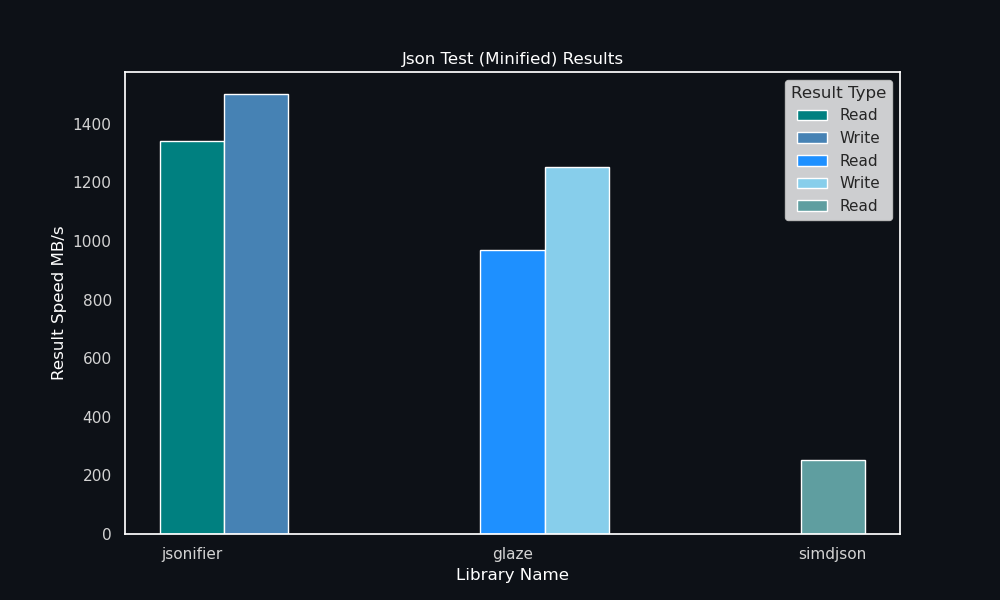 Json Test (Minified) Results
Result Type
Read
Write
Read
Write
Read
1400
1200
1000
800
600
400
200
0
Result Speed MB/s
jsonifier
glaze
simdjson
Library Name